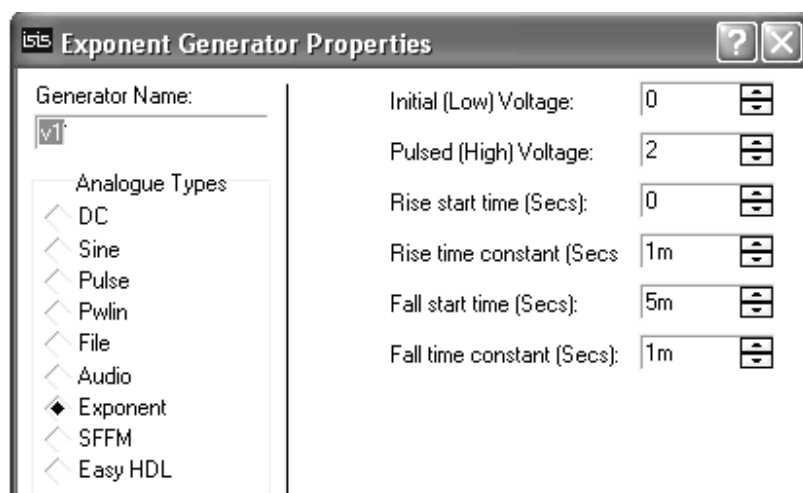 isis Exponent Generator Properties
Generator Name:
v1
Analogue Types
DC
Sine
Pulse
Pwlin
File
Audio
Exponent
SFFM
Easy HDL
Initial (Low) Voltage: 0
Pulsed (High) Voltage: 2
Rise start time (Secs): 0
Rise time constant (Secs 1m
Fall start time (Secs): 5m
Fall time constant (Secs): 1m